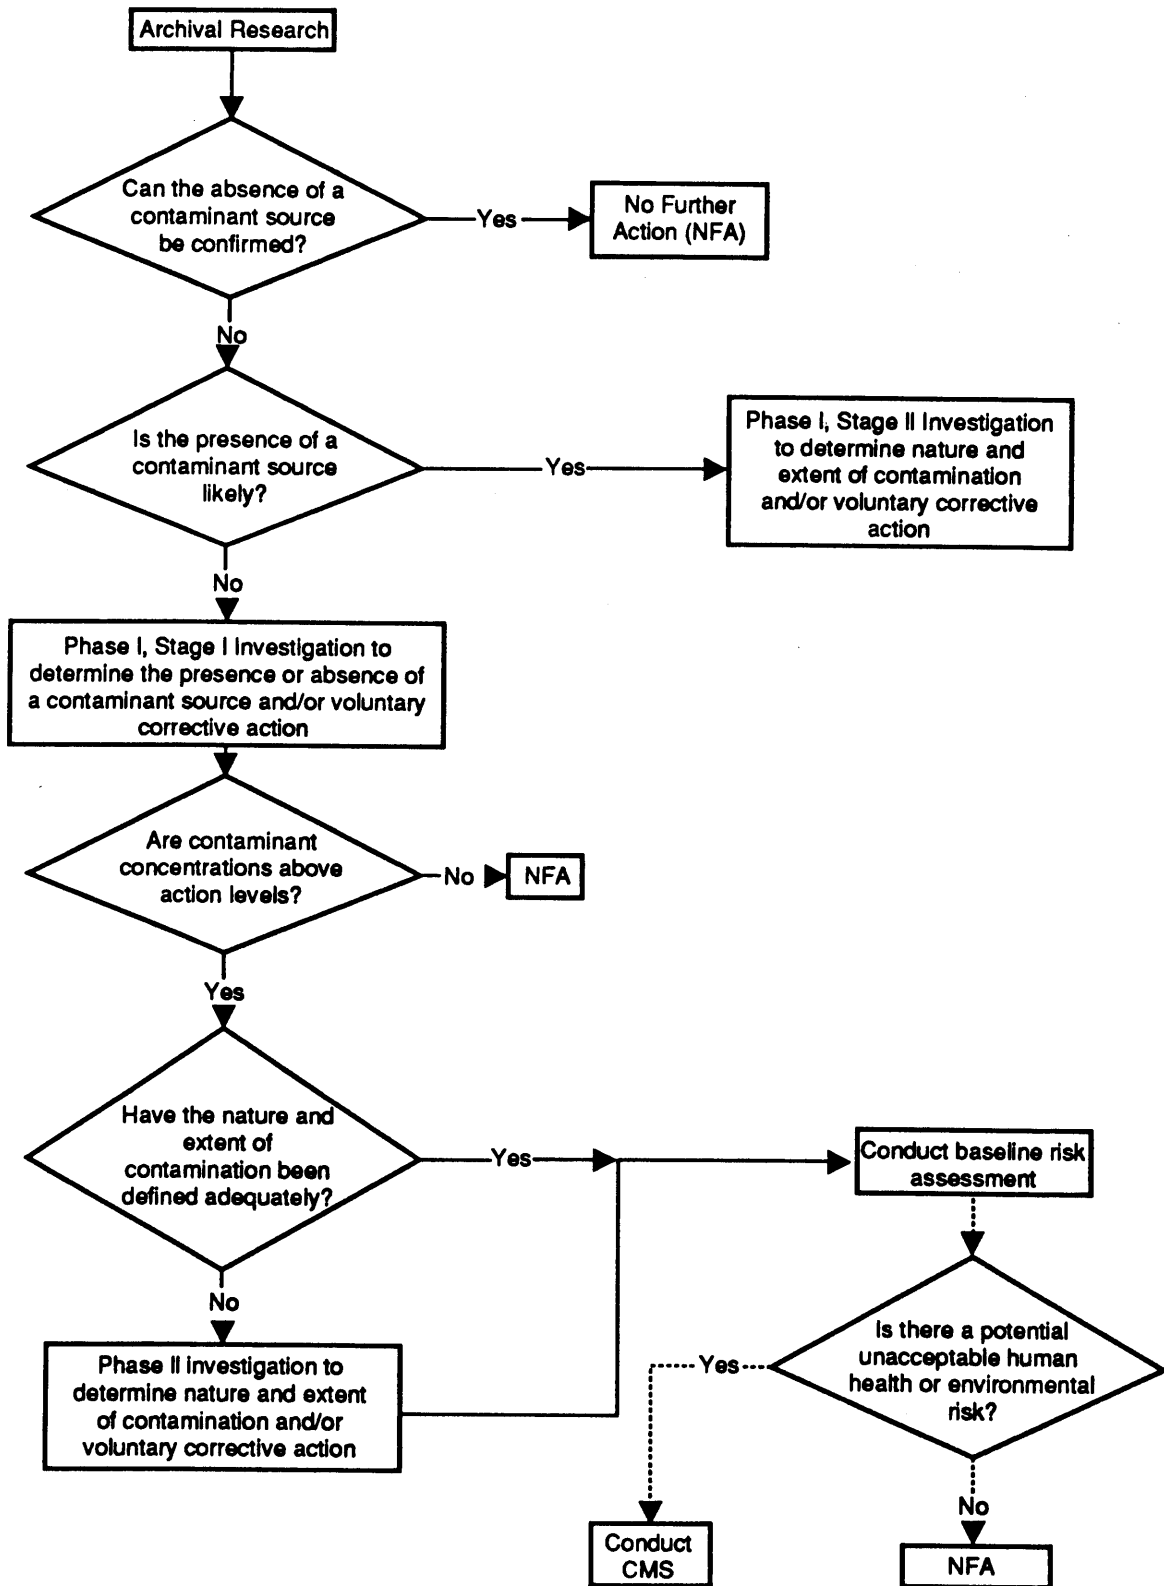 Archival Research
Can the absence of a
contaminant source
be confirmed?
Yes
No Further
Action (NFA)
No
Is the presence of a
contaminant source
likely?
Yes
Phase I, Stage II Investigation
to determine nature and
extent of contamination
and/or voluntary corrective
action
No
Phase I, Stage I Investigation to
determine the presence or absence of
a contaminant source and/or voluntary
corrective action
Are contaminant
concentrations above
action levels?
No
NFA
Yes
Have the nature and
extent of
contamination been
defined adequately?
Yes
Conduct baseline risk
assessment
No
Phase II investigation to
determine nature and extent
of contamination and/or
voluntary corrective action
Is there a potential
unacceptable human
health or environmental
risk?
Yes
Conduct
CMS
No
NFA